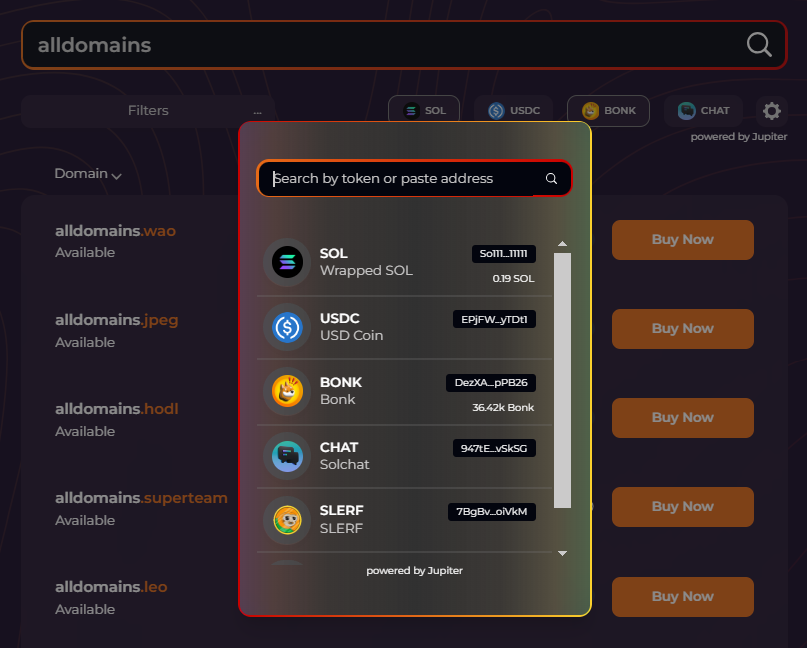 alldomains
Filters ...
SOL USDC BONK CHAT
powered by Jupiter
Domain
Search by token or paste address
alldomains.wao
Available
Buy Now
alldomains.jpeg
Available
Buy Now
alldomains.hodl
Available
Buy Now
alldomains.superteam
Available
Buy Now
alldomains.leo
Available
Buy Now
SOL So111...11111
Wrapped SOL 0.19 SOL
USDC EPjFW...yTDt1
USD Coin
BONK DezXA...pPB26
Bonk 36.42k Bonk
CHAT 947tE...vSkSG
Solchat
SLERF 7BgBv...oiVkM
SLERF
powered by Jupiter